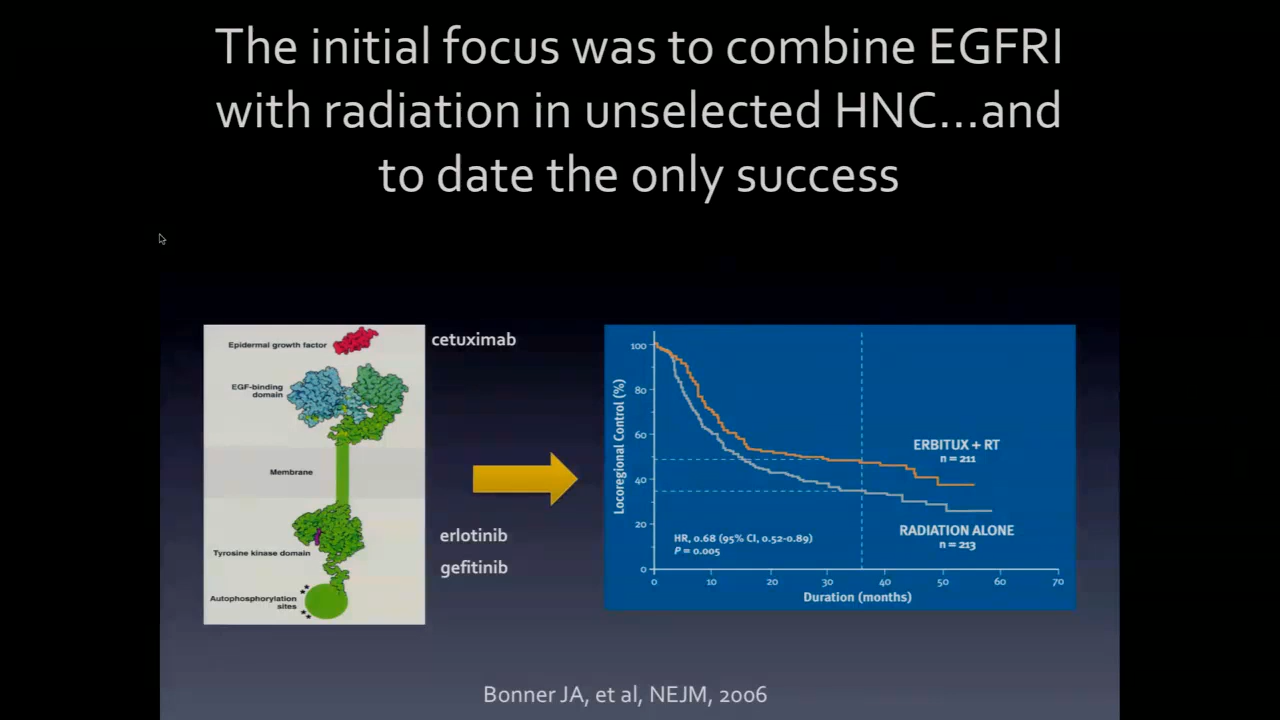 The initial focus was to combine EGFRI
with radiation in unselected HNC...and
to date the only success
Epidermal growth factor
EGF-binding
domain
Membrane
Tyrosine kinase domain
Autophosphorylation
sites
cetuximab
erlotinib
gefitinib
Locoregional Control (%)
100
80
60
40
20
0
ERBITUX + RT
n = 211
RADIATION ALONE
n = 213
HR, 0.68 (95% CI, 0.52-0.89)
P = 0.005
0 10 20 30 40 50 60 70
Duration (months)
Bonner JA, et al, NEJM, 2006